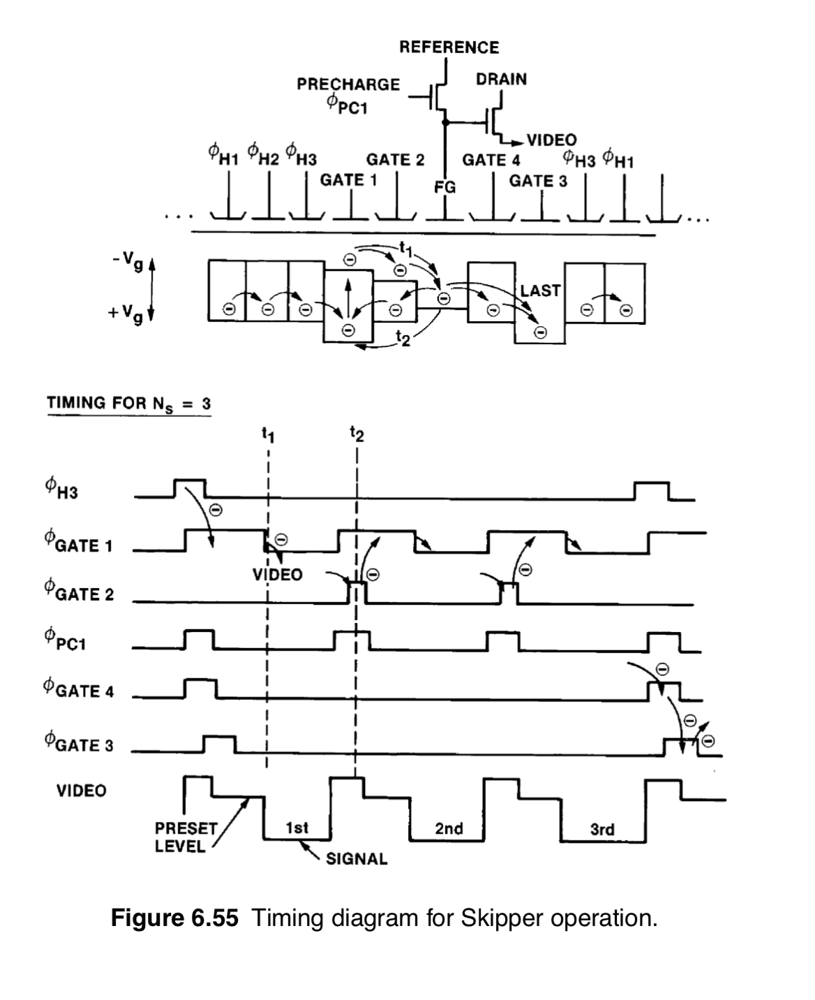 REFERENCE
PRECHARGE
ϕPC1
DRAIN
VIDEO
ϕH1 ϕH2 ϕH3
GATE 1
GATE 2
FG
GATE 4
GATE 3
ϕH3 ϕH1
. . .
. . .
-Vg
+Vg
t1
LAST
t2
TIMING FOR Ns = 3
t1
t2
ϕH3
ϕGATE 1
VIDEO
ϕGATE 2
ϕPC1
ϕGATE 4
ϕGATE 3
VIDEO
PRESET
LEVEL
1st
2nd
3rd
SIGNAL
Figure 6.55 Timing diagram for Skipper operation.